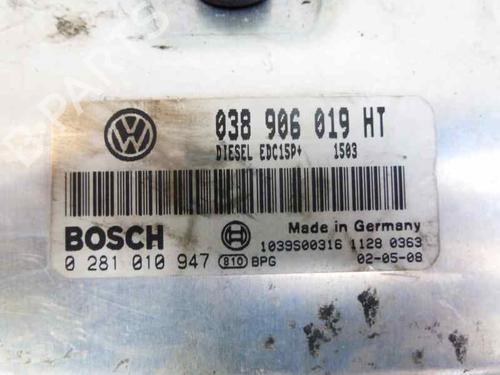 038 906 019 HT
DIESEL EDC15P+ 1503
BOSCH
Made in Germany
1039S00316 1128 0363
0 281 010 947 810 BPG 02-05-08
B-PARTS